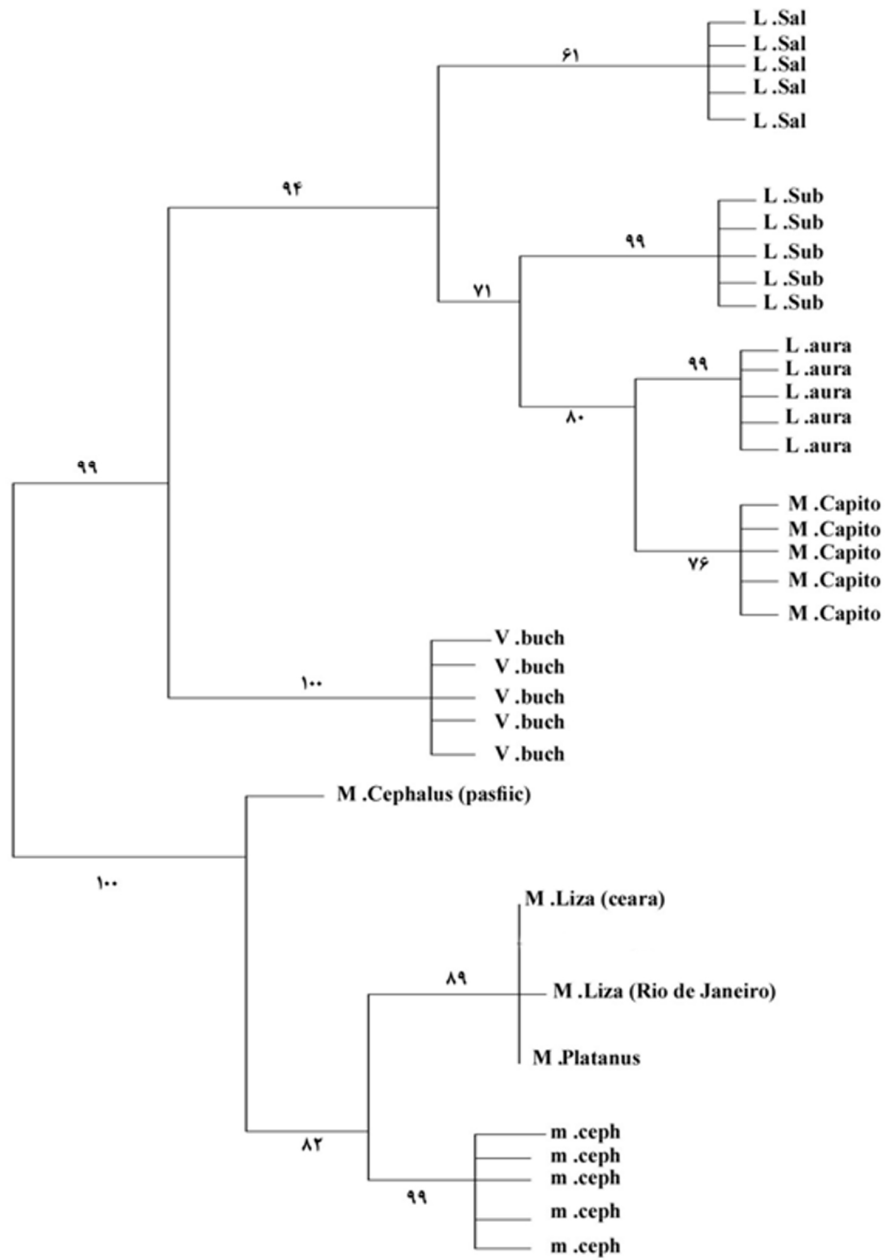 L .Sal
L .Sal
۶۱
L .Sal
L .Sal
L .Sal
۹۴
L .Sub
L .Sub
۹۹
L .Sub
L .Sub
۷۱
L .Sub
L .aura
۹۹
L .aura
L .aura
۸۰
L .aura
L .aura
۹۹
M .Capito
M .Capito
M .Capito
۷۶
M .Capito
M .Capito
V .buch
V .buch
۱۰۰
V .buch
V .buch
V .buch
M .Cephalus (pasfiic)
۱۰۰
M .Liza (ceara)
۸۹
M .Liza (Rio de Janeiro)
M .Platanus
۸۲
m .ceph
m .ceph
m .ceph
۹۹
m .ceph
m .ceph